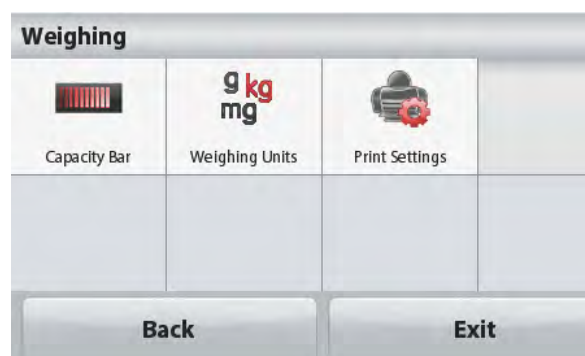 Weighing
g kg
mg
Capacity Bar
Weighing Units
Print Settings
Back
Exit